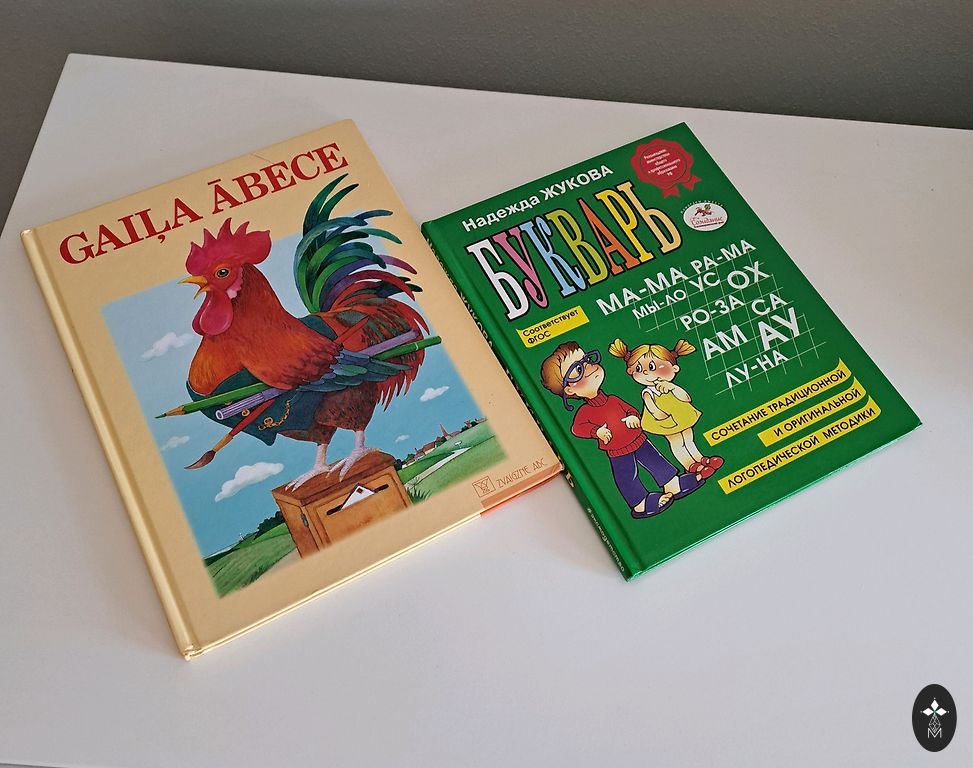 GAIĻA ĀBECE
ZVAIGZNE ABC
Надежда ЖУКОВА
БУКВАРЬ
Соответствует
ФГОС
МА-МА РА-МА
МЫ-ЛО УС ОХ
РО-ЗА СА
АМ АУ
ЛУ-НА
СОЧЕТАНИЕ ТРАДИЦИОННОЙ
И ОРИГИНАЛЬНОЙ
ЛОГОПЕДИЧЕСКОЙ МЕТОДИКИ